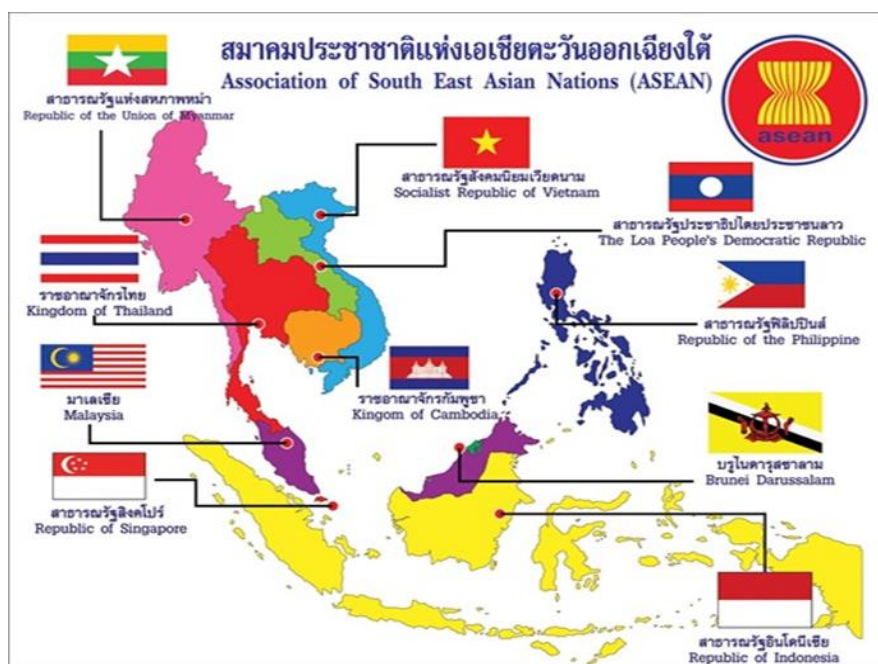 สมาคมประชาชาติแห่งเอเชียตะวันออกเฉียงใต้
Association of South East Asian Nations (ASEAN)
asean
สาธารณรัฐแห่งสหภาพพม่า
Republic of the Union of Myanmar
สาธารณรัฐสังคมนิยมเวียดนาม
Socialist Republic of Vietnam
สาธารณรัฐประชาธิปไตยประชาชนลาว
The Loa People's Democratic Republic
ราชอาณาจักรไทย
Kingdom of Thailand
สาธารณรัฐฟิลิปปินส์
Republic of the Philippine
มาเลเซีย
Malaysia
ราชอาณาจักรกัมพูชา
Kingom of Cambodia
บรูไนดารุสซาลาม
Brunei Darussalam
สาธารณรัฐสิงคโปร์
Republic of Singapore
สาธารณรัฐอินโดนีเซีย
Republic of Indonesia